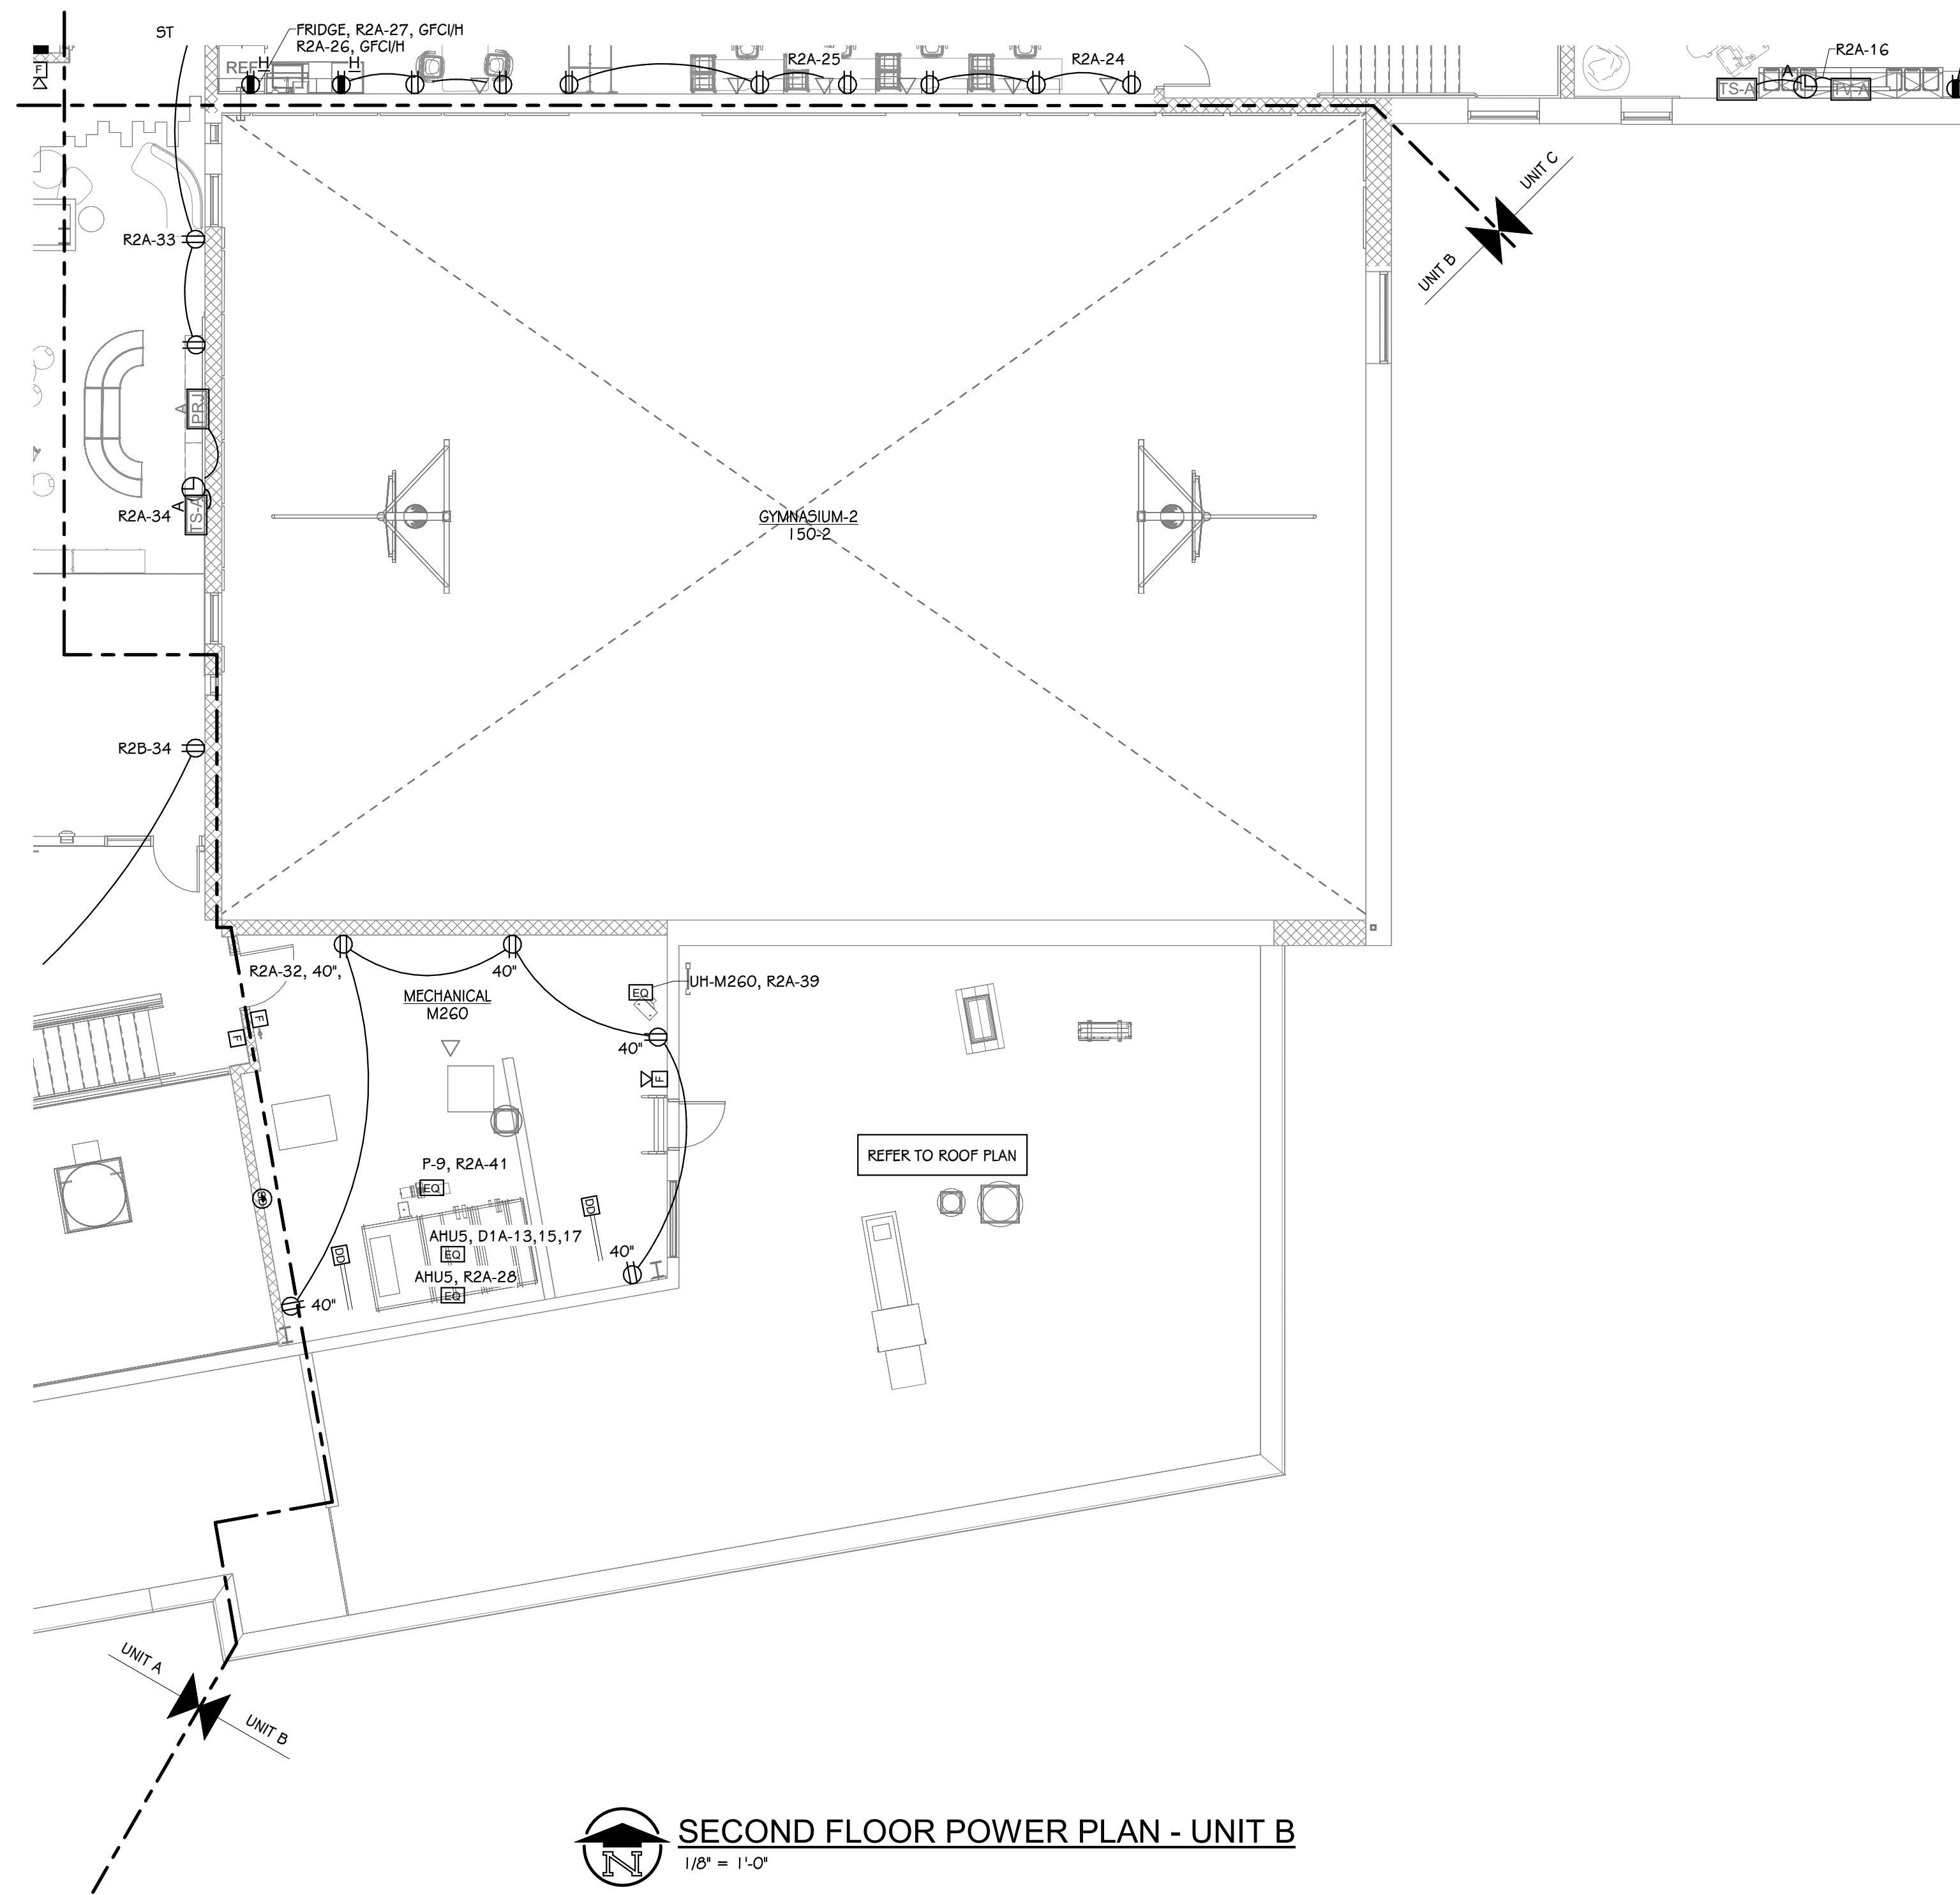 ST
FRIDGE, R2A-27, GFCI/H
R2A-26, GFCI/H
H
H
REF
R2A-25
R2A-24
R2A-16
A
TS-A
TV-A
F
UNIT C
UNIT B
R2A-33
PRJ
A
R2A-34
TS-A
GYMNASIUM-2
150-2
R2B-34
R2A-32, 40",
40"
EQ
UH-M260, R2A-39
MECHANICAL
M260
F
F
40"
F
P-9, R2A-41
EQ
REFER TO ROOF PLAN
DD
AHU5, D1A-13,15,17
EQ
DD
40"
AHU5, R2A-28
EQ
40"
UNIT A
UNIT B
N
SECOND FLOOR POWER PLAN - UNIT B
1/8" = 1'-0"